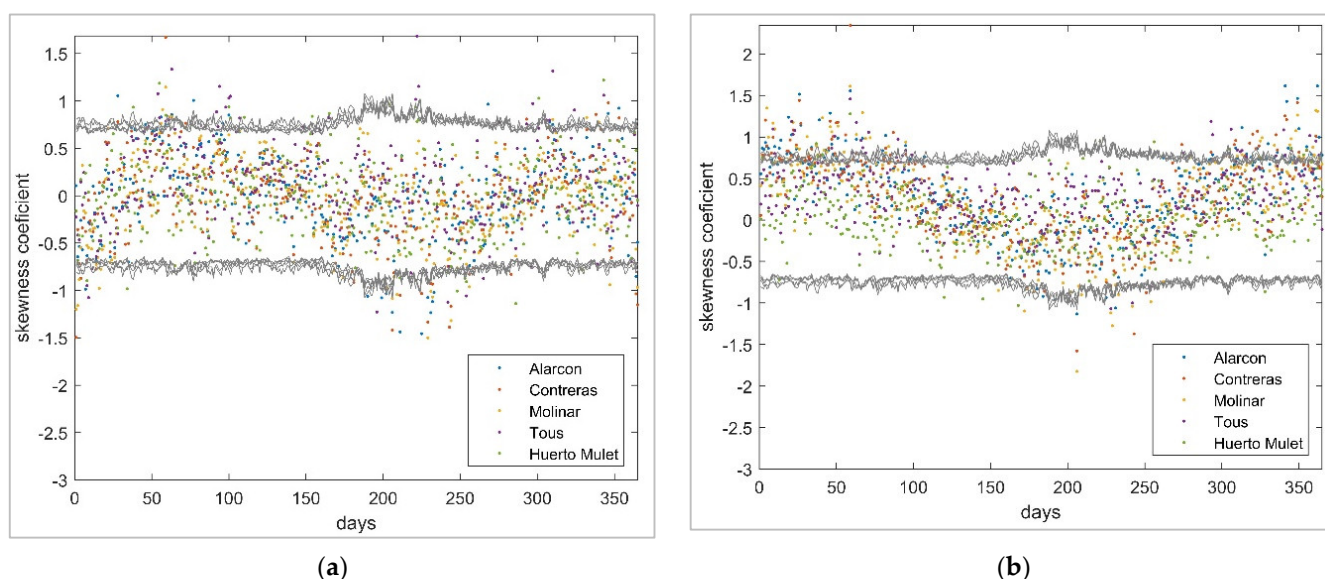 1.5
1
0.5
0
-0.5
-1
-1.5
-2
-2.5
-3
skewness coeficient
0 50 100 150 200 250 300 350
days
Alarcon
Contreras
Molinar
Tous
Huerto Mulet
(a)
2
1.5
1
0.5
0
-0.5
-1
-1.5
-2
-2.5
-3
skewness coeficient
0 50 100 150 200 250 300 350
days
Alarcon
Contreras
Molinar
Tous
Huerto Mulet
(b)